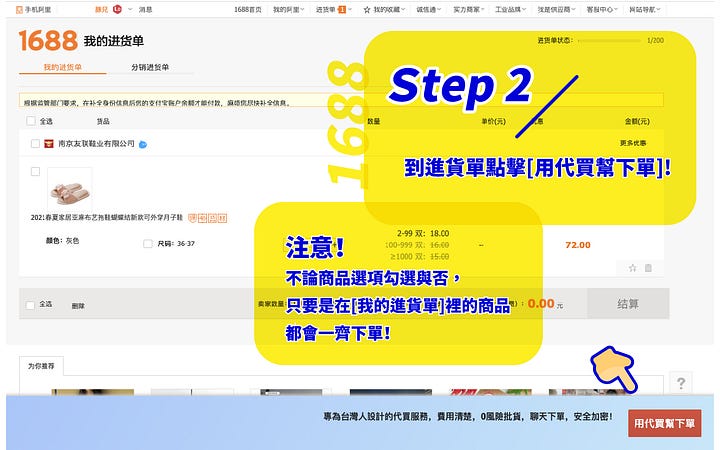 手机阿里
豚兒
消息
1688首页
我的阿里
进货单 1
我的收藏
诚信通
买家商家
工业品牌
找是供应商
客服中心
网站导航
1688 我的进货单
进货单状态：
1/200
我的进货单
分销进货单
根据监管部门要求，在补全身份信息后您的支付宝账户余额才能付款，麻烦您尽快补全信息。
1688
Step 2
到進貨單點擊[用代買幫下單]!
全选
货品
数量
单价(元)
优惠
金额(元)
南京友联鞋业有限公司
更多优惠
2021春夏家居亚麻布艺拖鞋蝴蝶结新款可外穿月子鞋
颜色：灰色
尺码：36-37
2-99 双: 18.00
100-999 双: 16.00
≥1000 双: 15.00
--
72.00
注意!
不論商品選項勾選與否，
只要是在[我的進貨單]裡的商品
都會一齊下單!
全选
删除
卖家数量
0.00 元
结算
为你推荐
?
專為台灣人設計的代買服務，費用清楚，0風險批貨，聊天下單，安全加密!
用代買幫下單